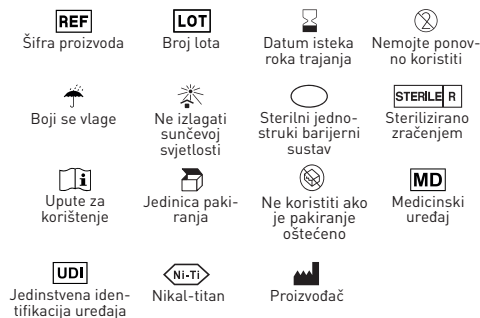 REF
LOT
Šifra proizvoda
Broj lota
Datum isteka
roka trajanja
Nemojte ponov-
no koristiti
2
STERILE R
Boji se vlage
Ne izlagati
sunčevoj
svjetlosti
Sterilni jedno-
struki barijerni
sustav
Sterilizirano
zračenjem
i
MD
Upute za
korištenje
Jedinica paki-
ranja
Ne koristiti ako
je pakiranje
oštećeno
Medicinski
uređaj
UDI
Ni-Ti
Jedinstvena iden-
tifikacija uređaja
Nikal-titan
Proizvođač